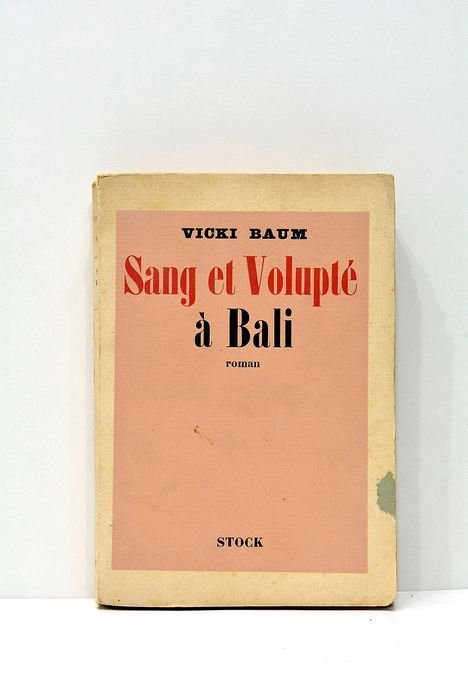 VICKI BAUM
Sang et Volupté
à Bali
roman
STOCK